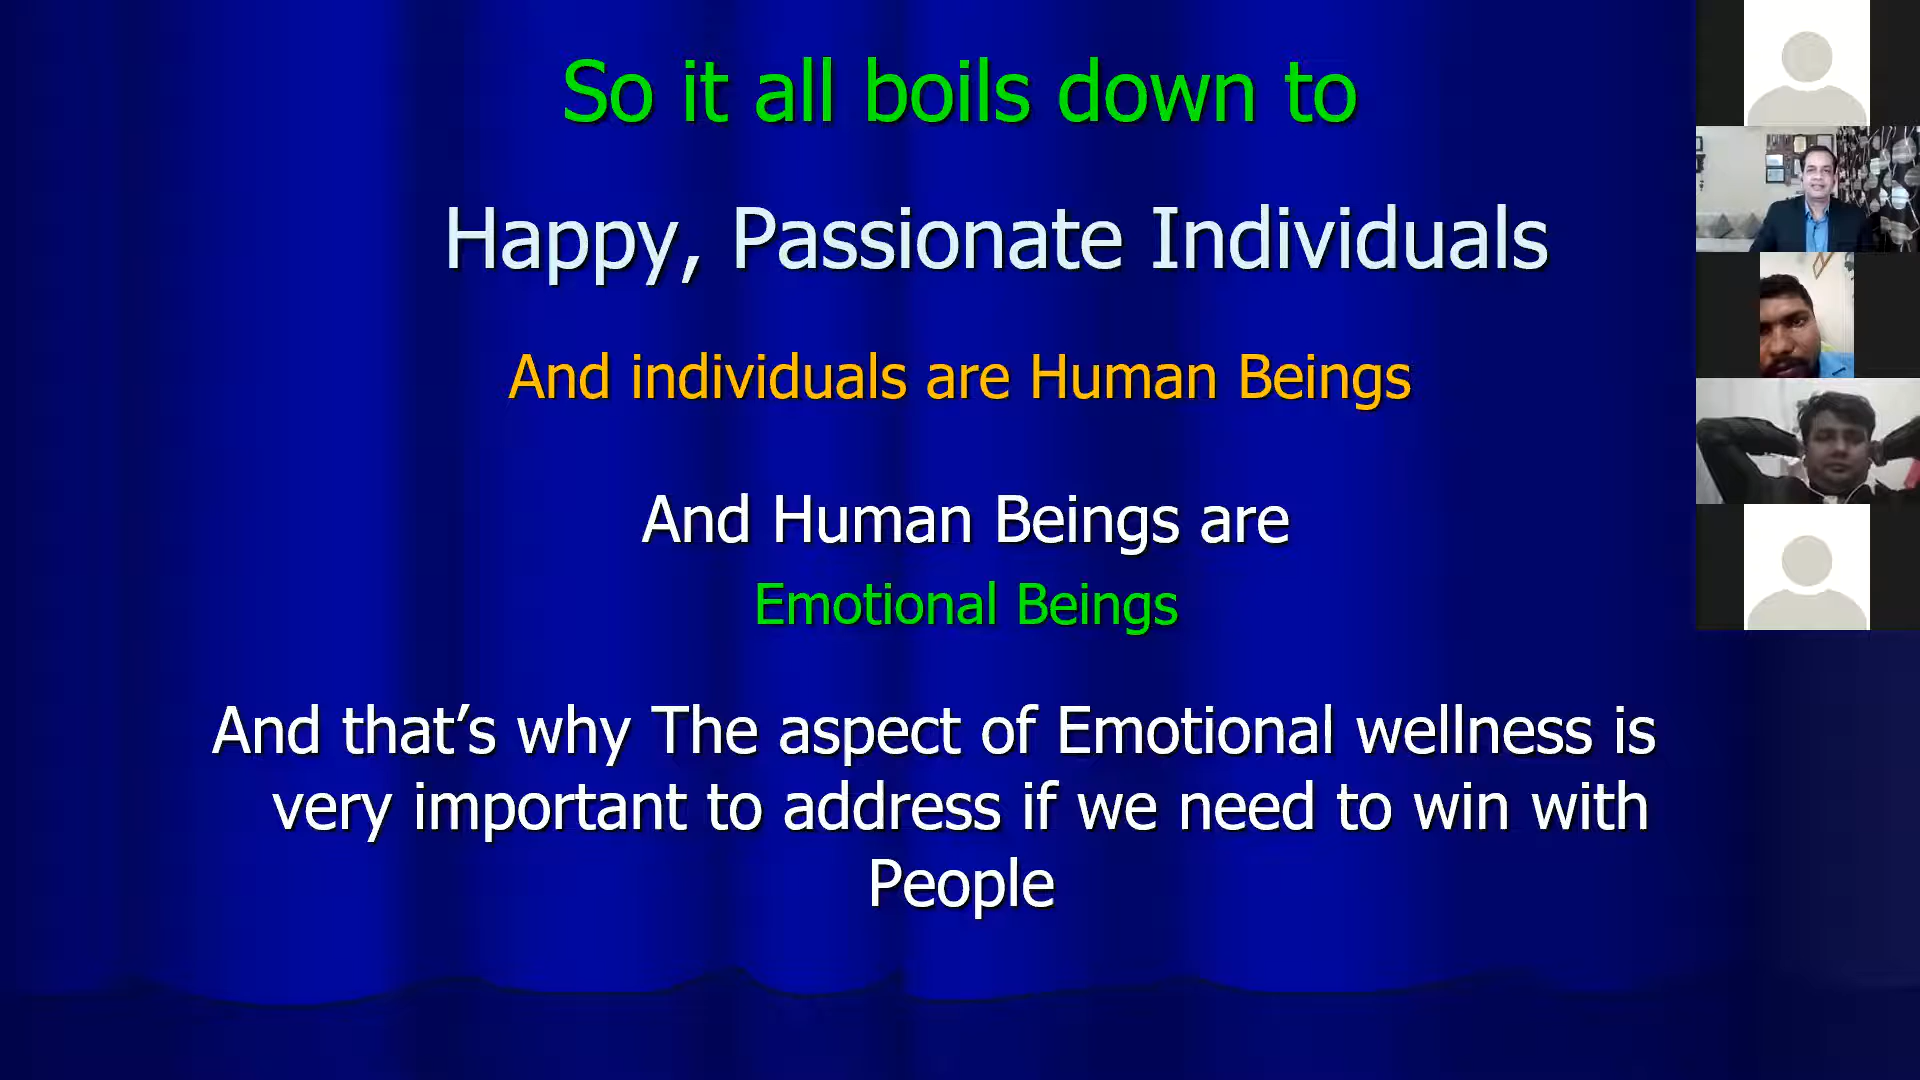 So it all boils down to
Happy, Passionate Individuals
And individuals are Human Beings
And Human Beings are
Emotional Beings
And that’s why The aspect of Emotional wellness is
very important to address if we need to win with
People